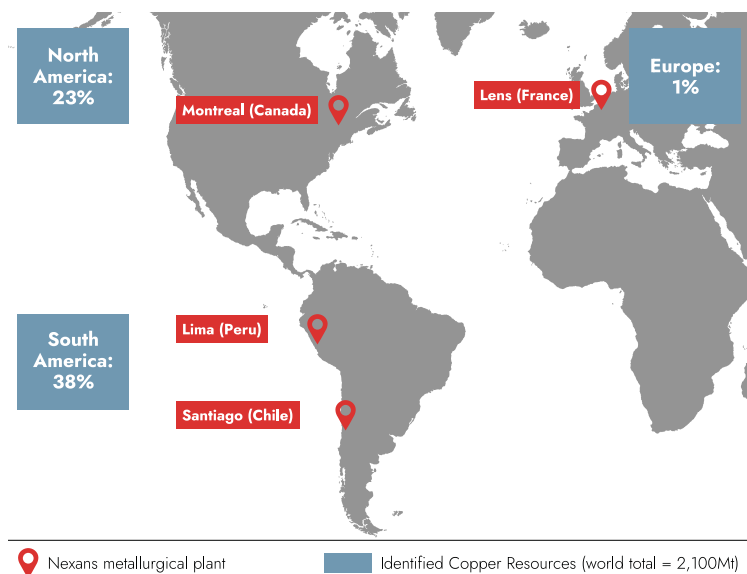 North
America:
23%
Europe:
1%
Lens (France)
Montreal (Canada)
Lima (Peru)
South
America:
38%
Santiago (Chile)
Nexans metallurgical plant
Identified Copper Resources (world total = 2,100Mt)